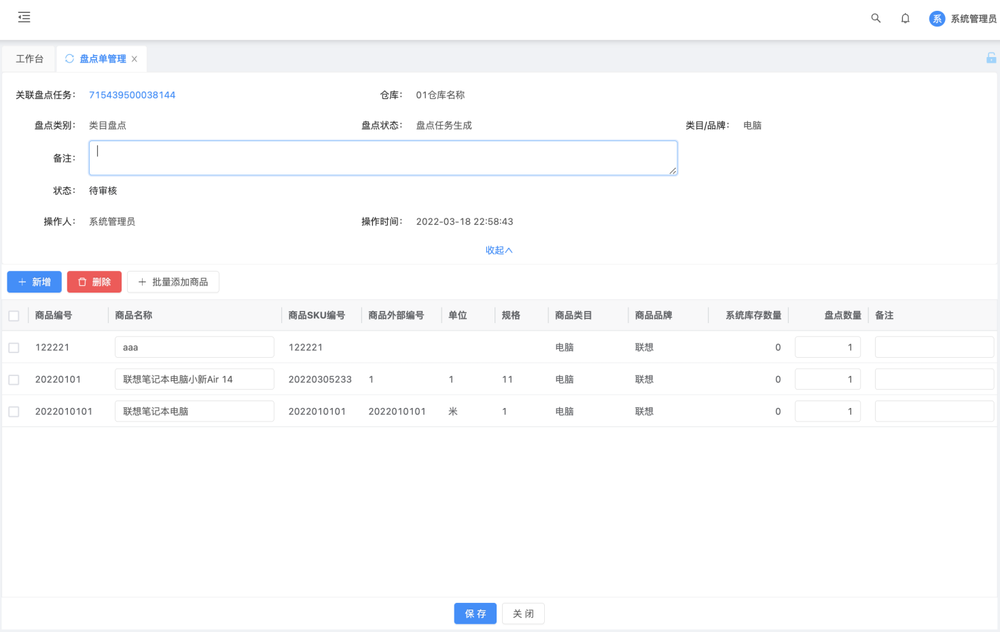 系 系统管理员
工作台 盘点单管理
关联盘点任务: 715439500038144 仓库: 01仓库名称
盘点类别: 类目盘点 盘点状态: 盘点任务生成 类目/品牌: 电脑
备注:
状态: 待审核
操作人: 系统管理员 操作时间: 2022-03-18 22:58:43
收起
新增 删除 批量添加商品
商品编号 商品名称 商品SKU编号 商品外部编号 单位 规格 商品类目 商品品牌 系统库存数量 盘点数量 备注
122221 aaa 122221 电脑 联想 0 1
20220101 联想笔记本电脑小新Air 14 20220305233 1 1 11 电脑 联想 0 1
2022010101 联想笔记本电脑 2022010101 2022010101 米 1 电脑 联想 0 1
保 存 关 闭